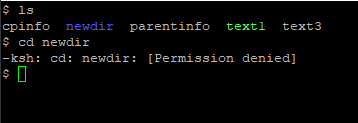 $ ls
cpinfo newdir parentinfo text1 text3
$ cd newdir
-ksh: cd: newdir: [Permission denied]
$